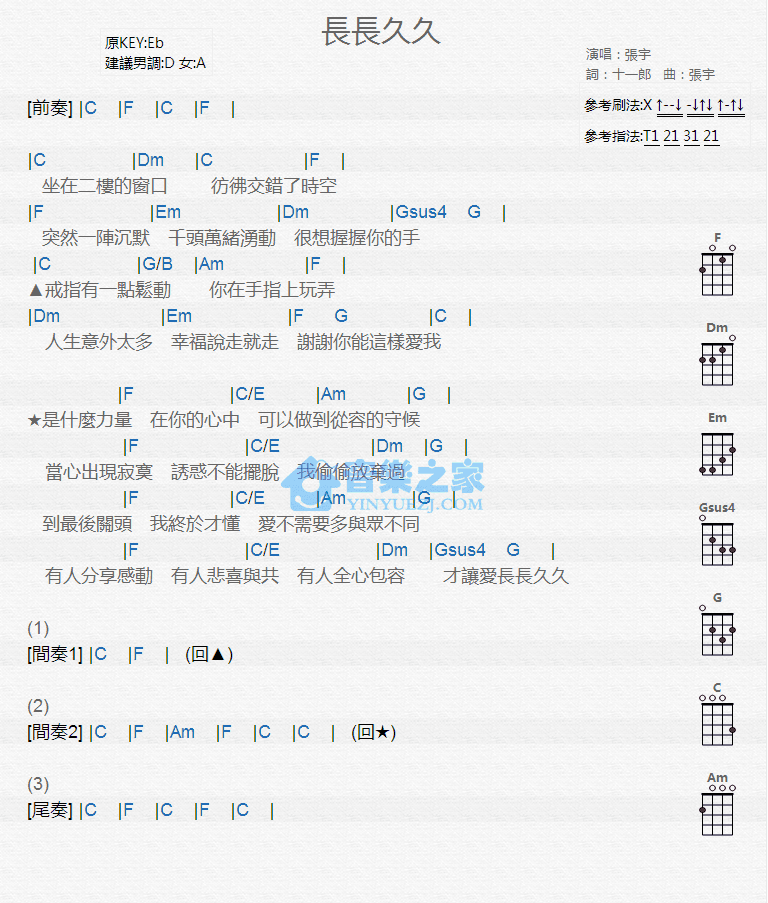 長長久久
原KEY:Eb
建議男調:D 女:A
演唱：張宇
詞：十一郎 曲：張宇
參考刷法:X ↑--↓ -↓↑↓ ↑-↑↓
參考指法:T1 21 31 21
[前奏] |C |F |C |F |
|C |Dm |C |F |
坐在二樓的窗口 彷彿交錯了時空
|F |Em |Dm |Gsus4 G |
突然一陣沉默 千頭萬緒湧動 很想握握你的手
|C |G/B |Am |F |
▲戒指有一點鬆動 你在手指上玩弄
|Dm |Em |F G |C |
人生意外太多 幸福說走就走 謝謝你能這樣愛我
|F |C/E |Am |G |
★是什麼力量 在你的心中 可以做到從容的守候
|F |C/E |Dm |G |
當心出現寂寞 誘惑不能擺脫 我偷偷放棄過
|F |C/E |Am |G |
到最後關頭 我終於才懂 愛不需要多與眾不同
|F |C/E |Dm |Gsus4 G |
有人分享感動 有人悲喜與共 有人全心包容 才讓愛長長久久
(1)
[間奏1] |C |F | (回▲)
(2)
[間奏2] |C |F |Am |F |C |C | (回★)
(3)
[尾奏] |C |F |C |F |C |
F
Dm
Em
Gsus4
G
C
Am
音樂之家
YINYUEZJ.COM